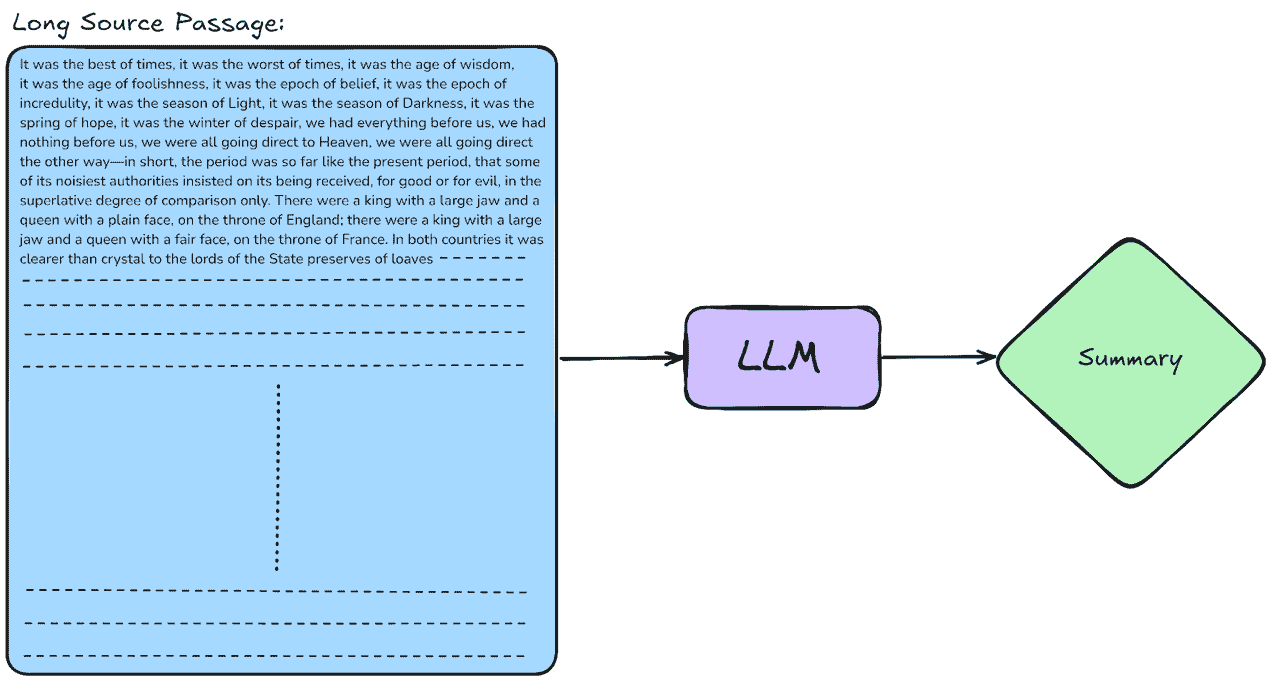 Long Source Passage:
It was the best of times, it was the worst of times, it was the age of wisdom,
it was the age of foolishness, it was the epoch of belief, it was the epoch of
incredulity, it was the season of Light, it was the season of Darkness, it was the
spring of hope, it was the winter of despair, we had everything before us, we had
nothing before us, we were all going direct to Heaven, we were all going direct
the other way—in short, the period was so far like the present period, that some
of its noisiest authorities insisted on its being received, for good or for evil, in the
superlative degree of comparison only. There were a king with a large jaw and a
queen with a plain face, on the throne of England; there were a king with a large
jaw and a queen with a fair face, on the throne of France. In both countries it was
clearer than crystal to the lords of the State preserves of loaves
LLM
Summary